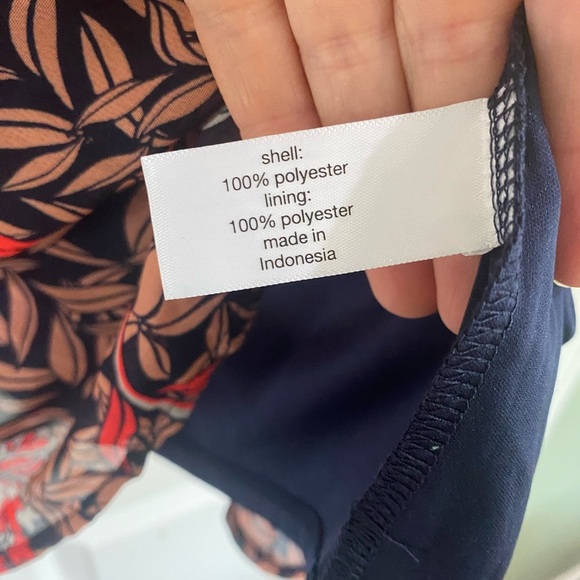 shell:
100% polyester
lining:
100% polyester
made in
Indonesia